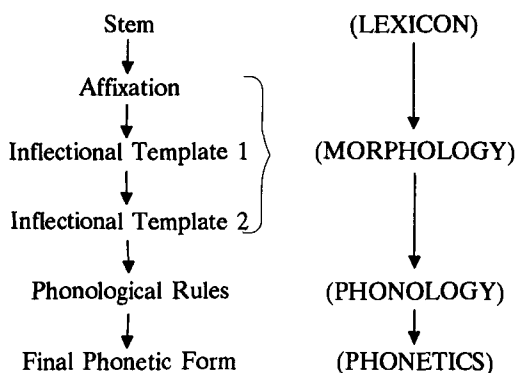 Stem (LEXICON)
Affixation
Inflectional Template 1 (MORPHOLOGY)
Inflectional Template 2
Phonological Rules (PHONOLOGY)
Final Phonetic Form (PHONETICS)